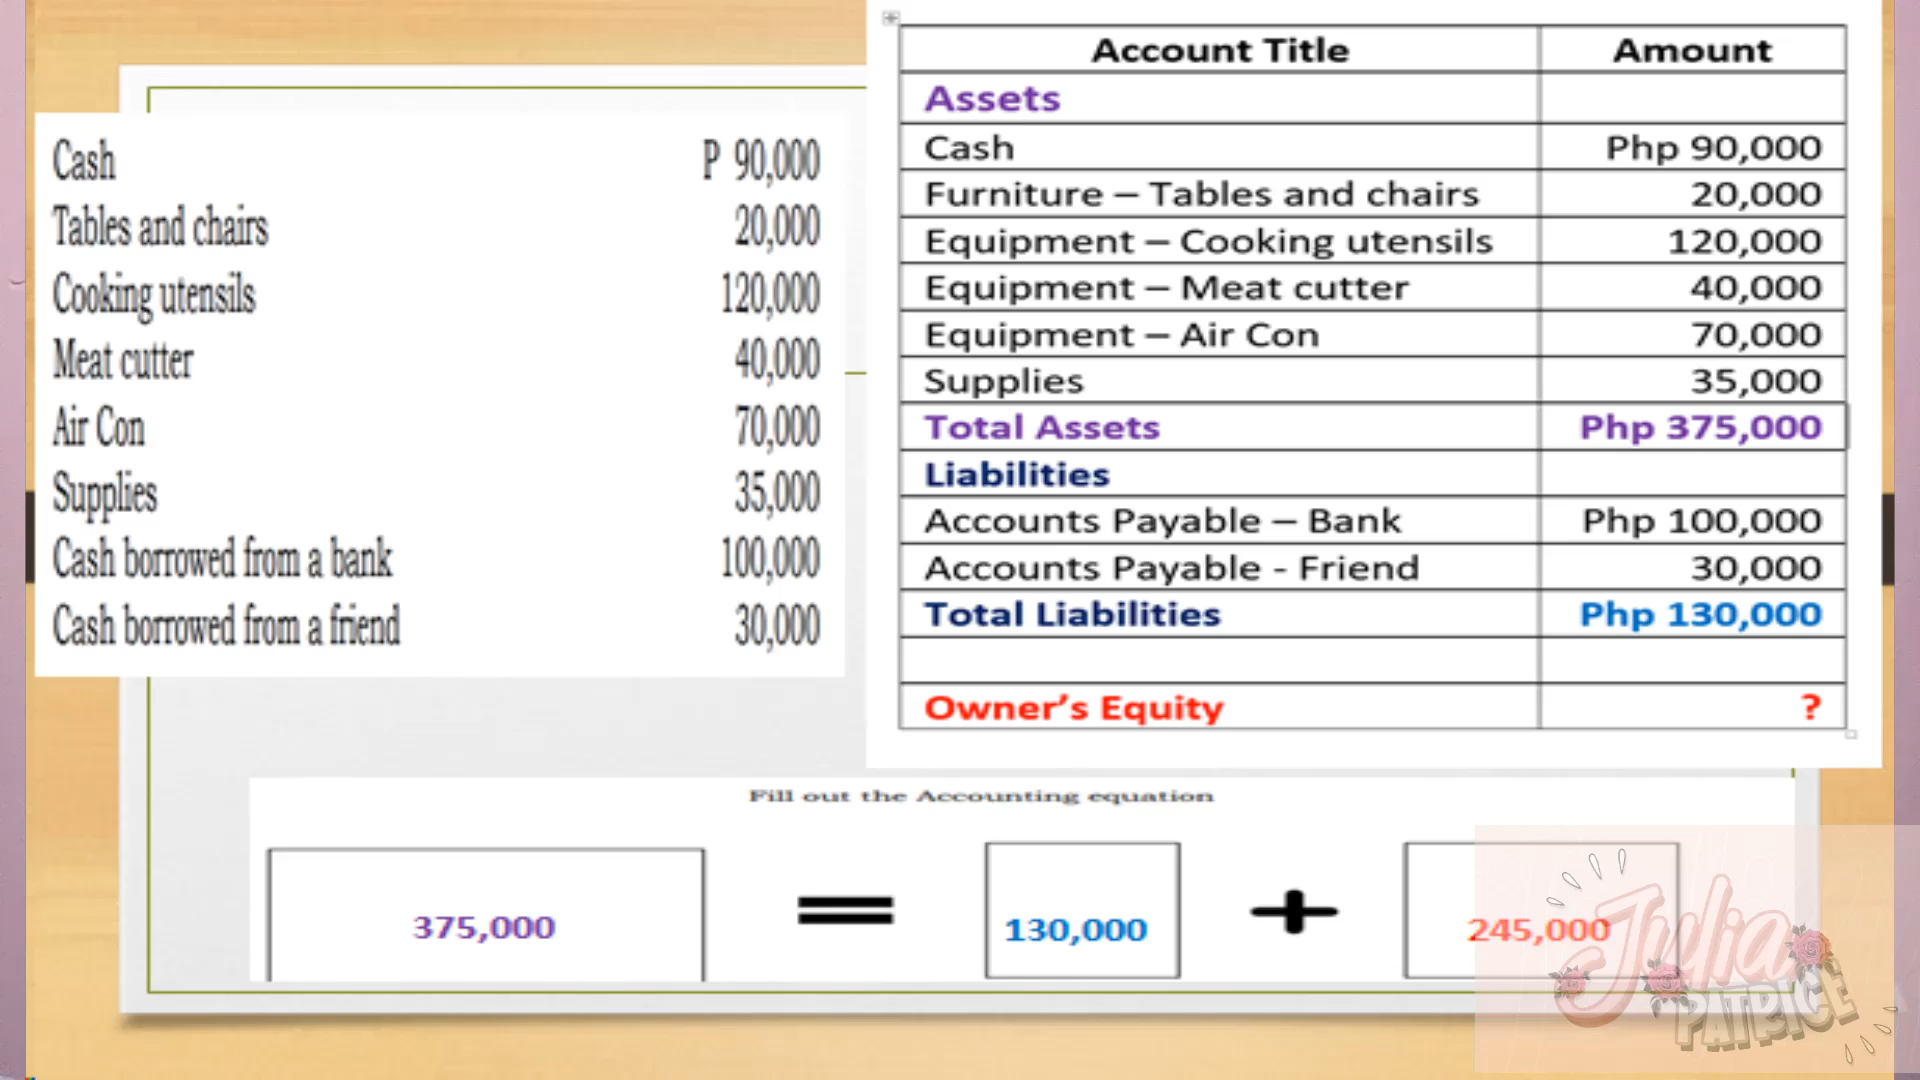 Cash P 90,000
Tables and chairs 20,000
Cooking utensils 120,000
Meat cutter 40,000
Air Con 70,000
Supplies 35,000
Cash borrowed from a bank 100,000
Cash borrowed from a friend 30,000
Account Title Amount
Assets
Cash Php 90,000
Furniture – Tables and chairs 20,000
Equipment – Cooking utensils 120,000
Equipment – Meat cutter 40,000
Equipment – Air Con 70,000
Supplies 35,000
Total Assets Php 375,000
Liabilities
Accounts Payable – Bank Php 100,000
Accounts Payable - Friend 30,000
Total Liabilities Php 130,000
Owner’s Equity ?
Fill out the Accounting equation
375,000 = 130,000 + 245,000
Julia
PATRICE